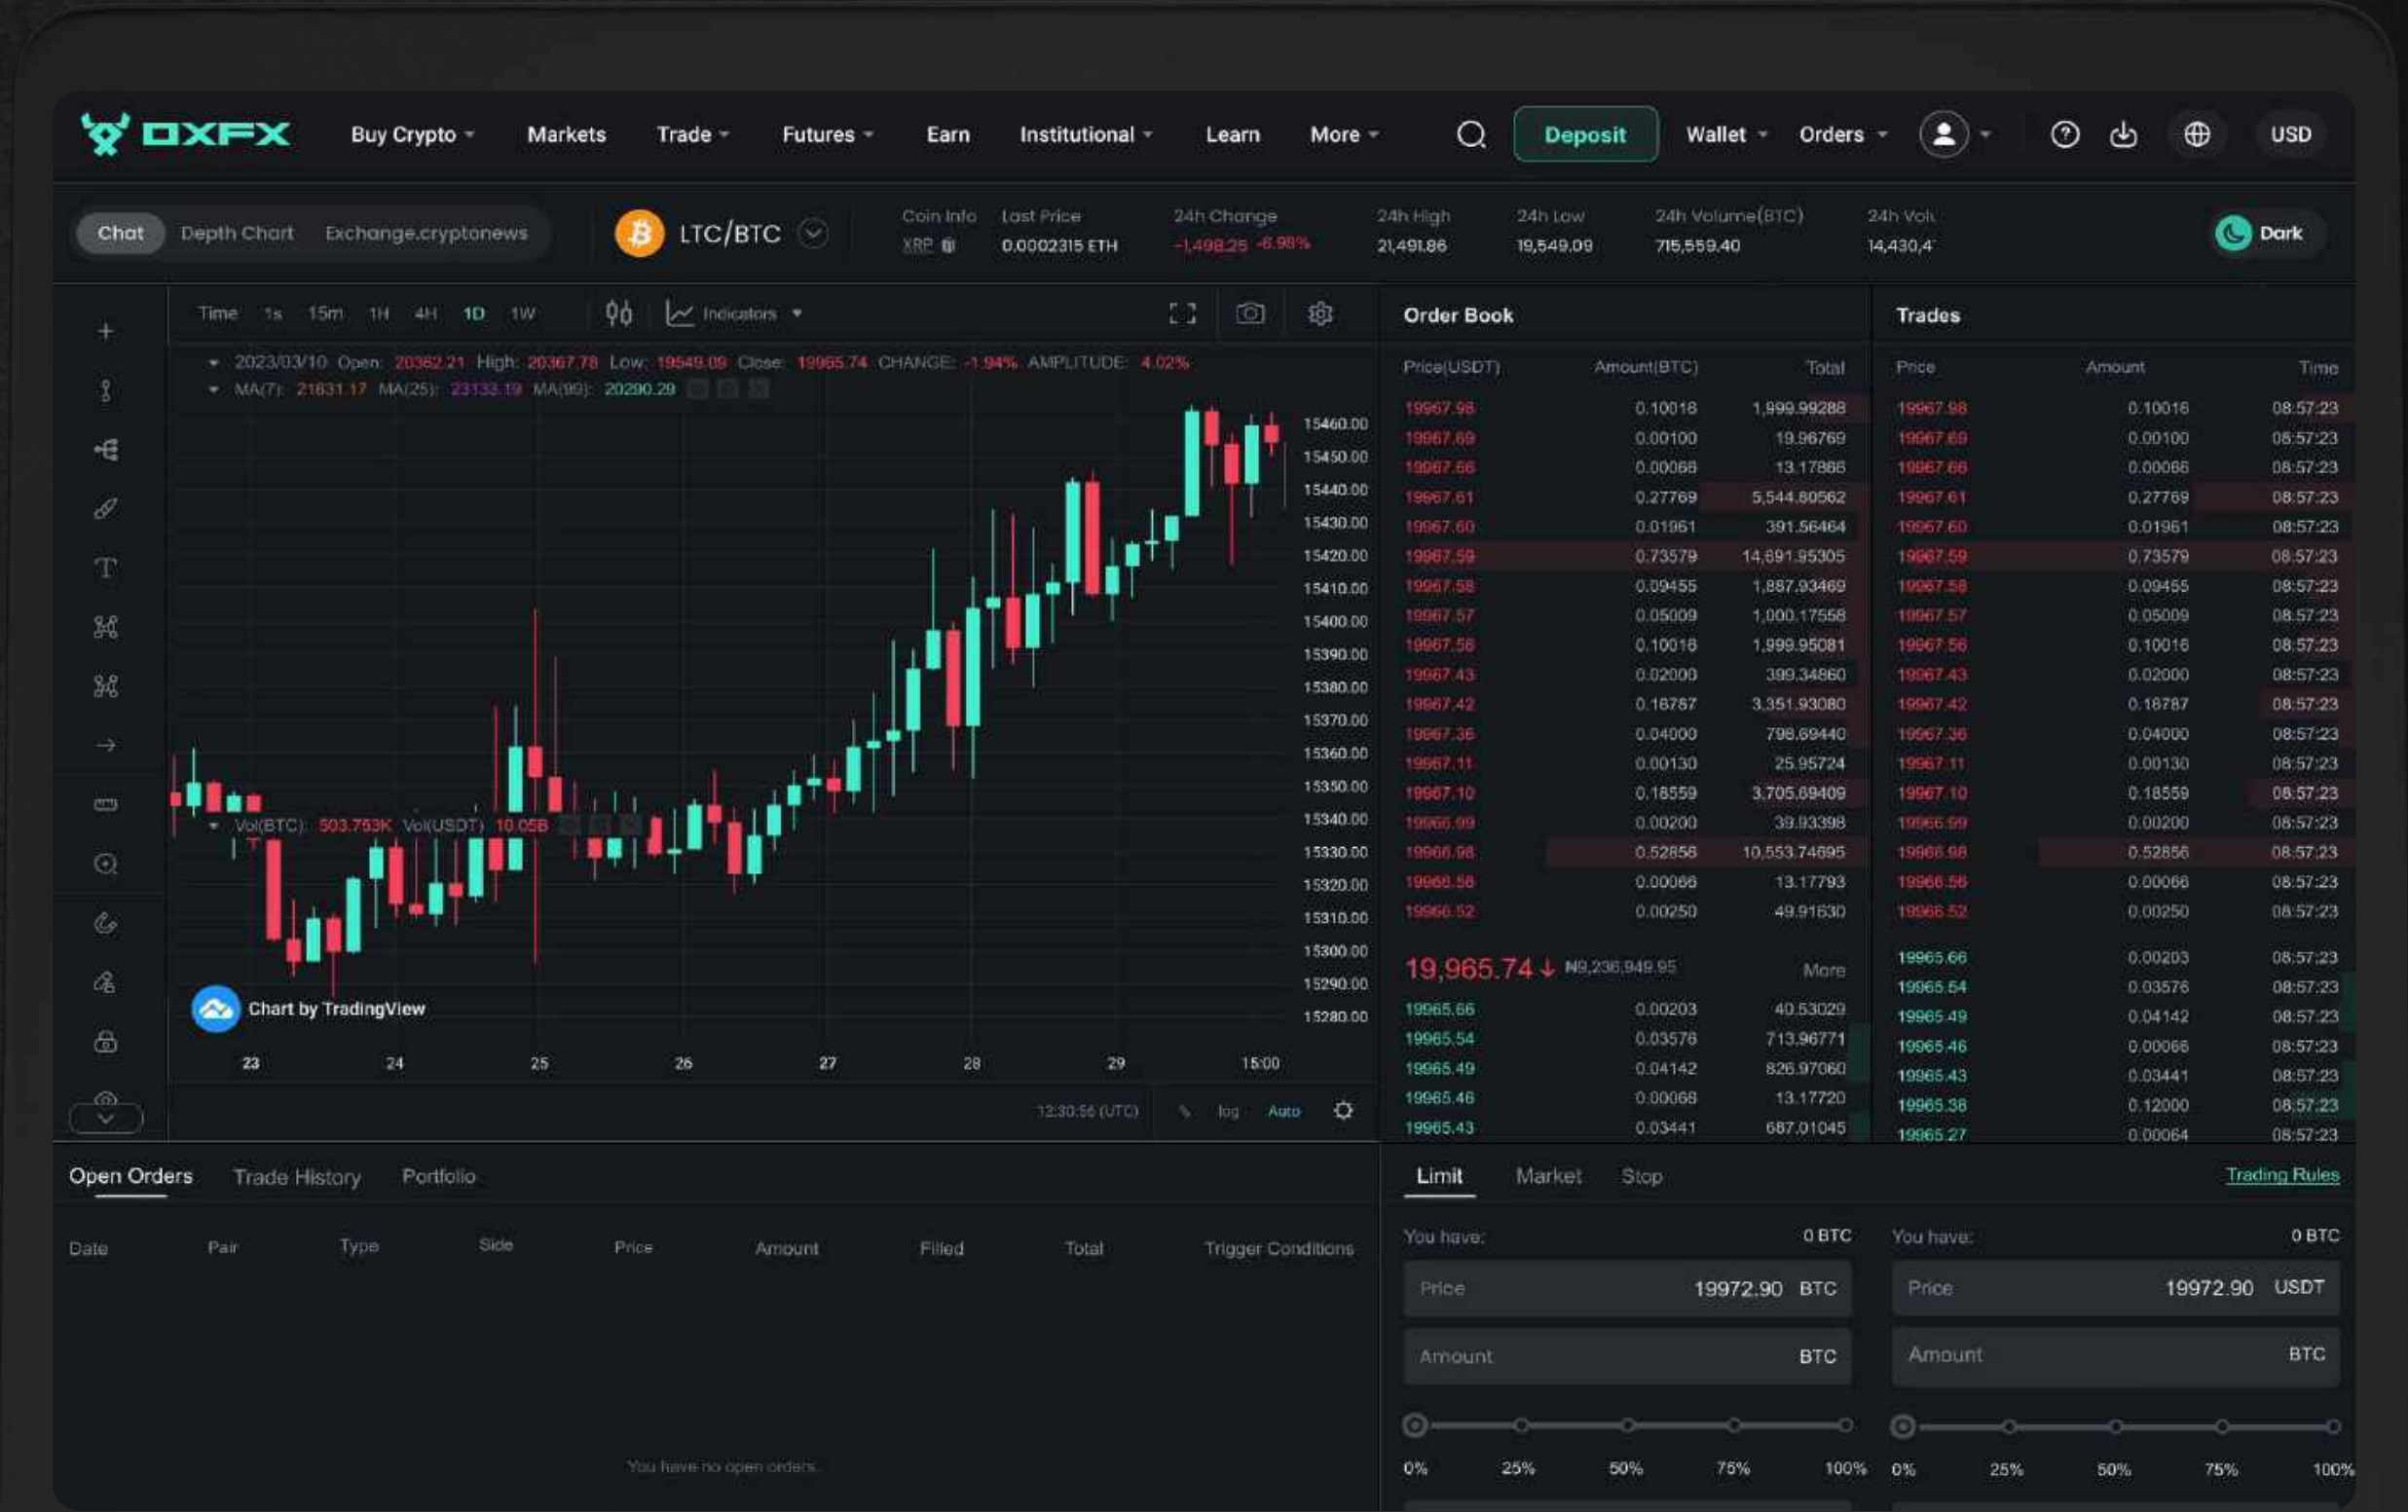 OXFX Buy Crypto Markets Trade Futures Earn Institutional Learn More Deposit Wallet Orders USD
Chat Depth Chart Exchange.cryptonews LTC/BTC
Coin Info Last Price 24h Change 24h High 24h Low 24h Volume(BTC) 24h Volu
XRP 0.0002315 ETH -1,498.25 -6.98% 21,491.86 19,549.09 715,559.40 14,430,4
Dark
Time 1s 15m 1H 4H 1D 1W Indicators
2023/03/10 Open: 20362.21 High: 20367.78 Low: 19549.09 Close: 19965.74 CHANGE: -1.94% AMPLITUDE: 4.02%
MA(7): 21631.17 MA(25): 23133.19 MA(99): 20290.29
15460.00
15450.00
15440.00
15430.00
15420.00
15410.00
15400.00
15390.00
15380.00
15370.00
15360.00
15350.00
15340.00
15330.00
15320.00
15310.00
15300.00
15290.00
15280.00
Vol(BTC): 503.753K Vol(USDT) 10.05B
Chart by TradingView
23 24 25 26 27 28 29 15:00
12:30:56 (UTC) % log Auto
Order Book
Price(USDT) Amount(BTC) Total
19967.98 0.10016 1,999.99288
19967.69 0.00100 19.96769
19967.66 0.00066 13.17866
19967.61 0.27769 5,544.80562
19967.60 0.01961 391.56464
19967.59 0.73579 14,691.95305
19967.58 0.09455 1,887.93469
19967.57 0.05009 1,000.17558
19967.56 0.10016 1,999.95081
19967.43 0.02000 399.34860
19967.42 0.16787 3,351.93080
19967.36 0.04000 798.69440
19967.11 0.00130 25.95724
19967.10 0.18559 3,705.69409
19966.99 0.00200 39.93398
19966.98 0.52856 10,553.74695
19966.56 0.00066 13.17793
19966.52 0.00250 49.91630
19,965.74↓ ₦9,236,949.95 More
19965.66 0.00203 40.53029
19965.54 0.03576 713.96771
19965.49 0.04142 826.97060
19965.46 0.00066 13.17720
19965.43 0.03441 687.01045
Trades
Price Amount Time
19967.98 0.10016 08:57:23
19967.69 0.00100 08:57:23
19967.66 0.00066 08:57:23
19967.61 0.27769 08:57:23
19967.60 0.01961 08:57:23
19967.59 0.73579 08:57:23
19967.58 0.09455 08:57:23
19967.57 0.05009 08:57:23
19967.56 0.10016 08:57:23
19967.43 0.02000 08:57:23
19967.42 0.16787 08:57:23
19967.36 0.04000 08:57:23
19967.11 0.00130 08:57:23
19967.10 0.18559 08:57:23
19966.99 0.00200 08:57:23
19966.98 0.52856 08:57:23
19966.56 0.00066 08:57:23
19966.52 0.00250 08:57:23
19965.66 0.00203 08:57:23
19965.54 0.03576 08:57:23
19965.49 0.04142 08:57:23
19965.46 0.00066 08:57:23
19965.43 0.03441 08:57:23
19965.38 0.12000 08:57:23
19965.27 0.00064 08:57:23
Open Orders Trade History Portfolio
Date Pair Type Side Price Amount Filled Total Trigger Conditions
You have no open orders.
Limit Market Stop Trading Rules
You have: 0 BTC
Price 19972.90 BTC
Amount BTC
0% 25% 50% 75% 100%
You have: 0 BTC
Price 19972.90 USDT
Amount BTC
0% 25% 50% 75% 100%